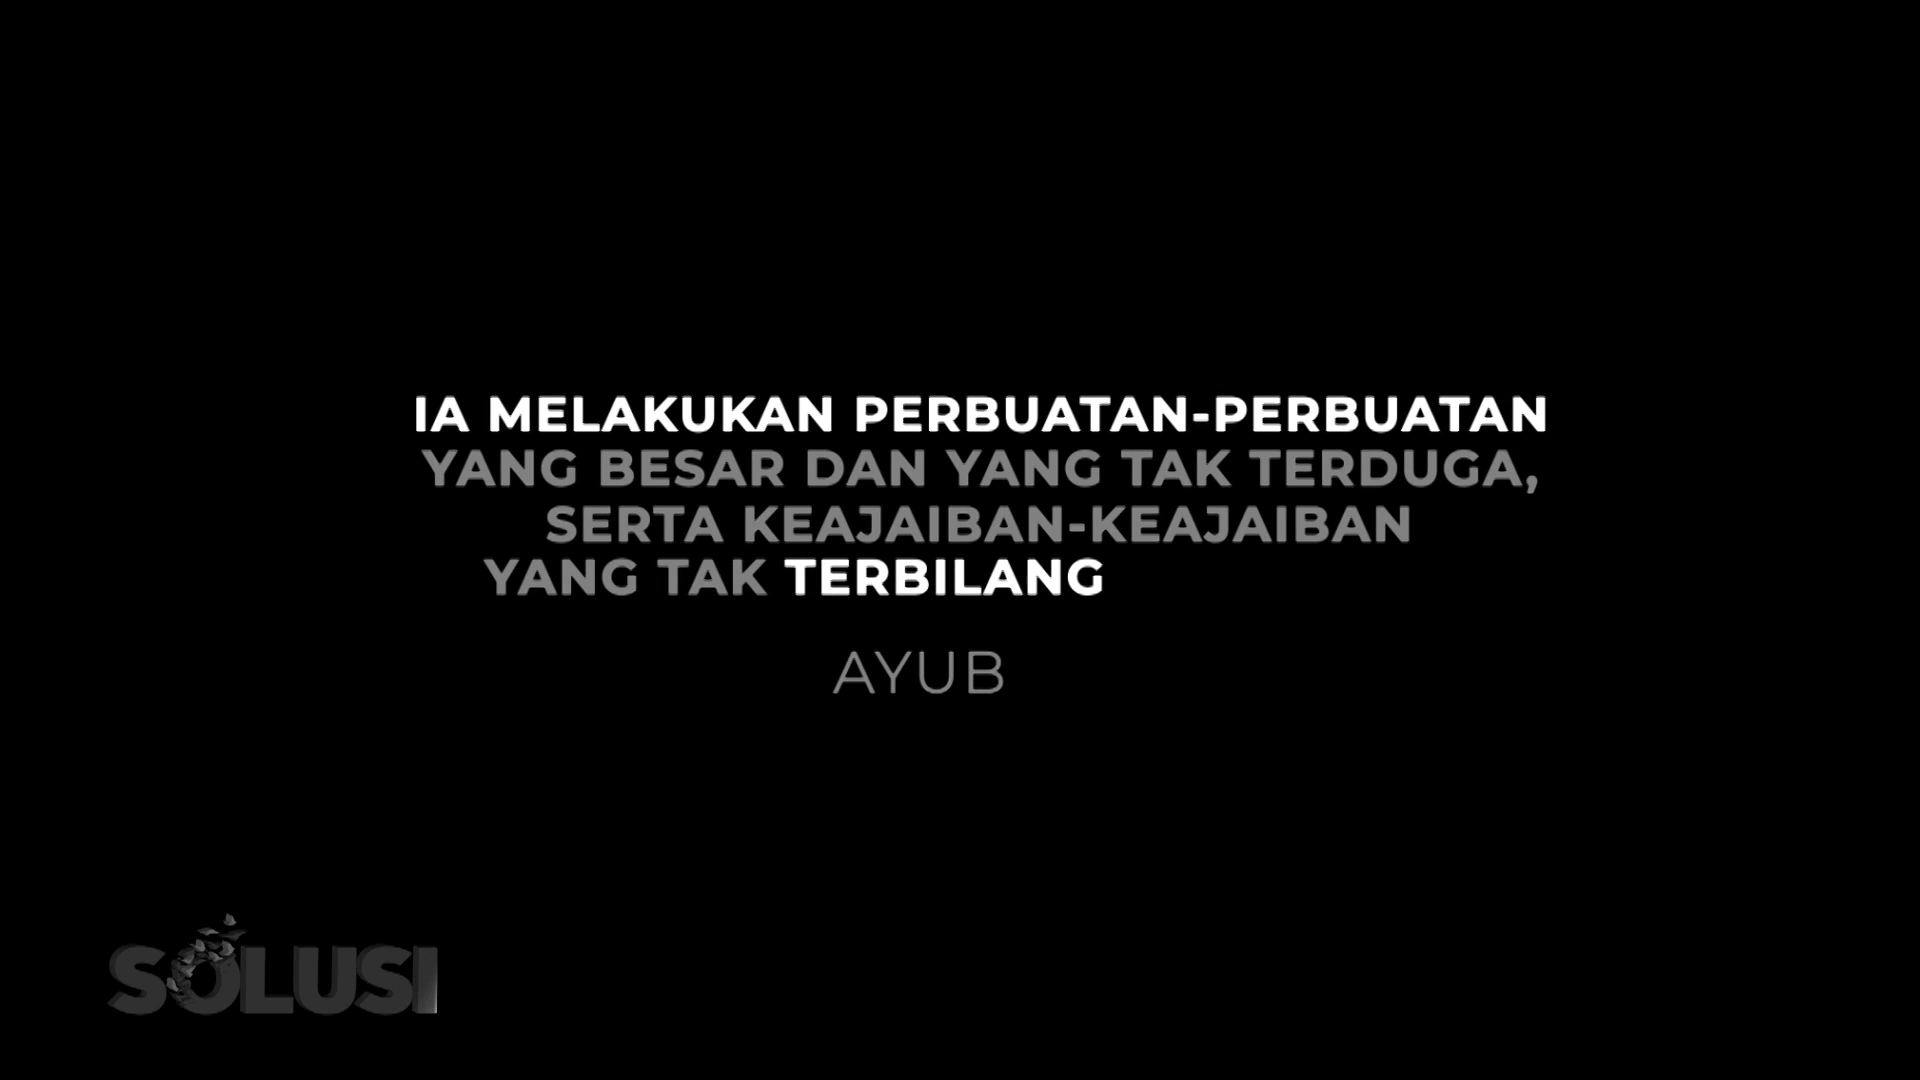 IA MELAKUKAN PERBUATAN-PERBUATAN
YANG BESAR DAN YANG TAK TERDUGA,
SERTA KEAJAIBAN-KEAJAIBAN
YANG TAK TERBILANG
AYUB
SOLUSI